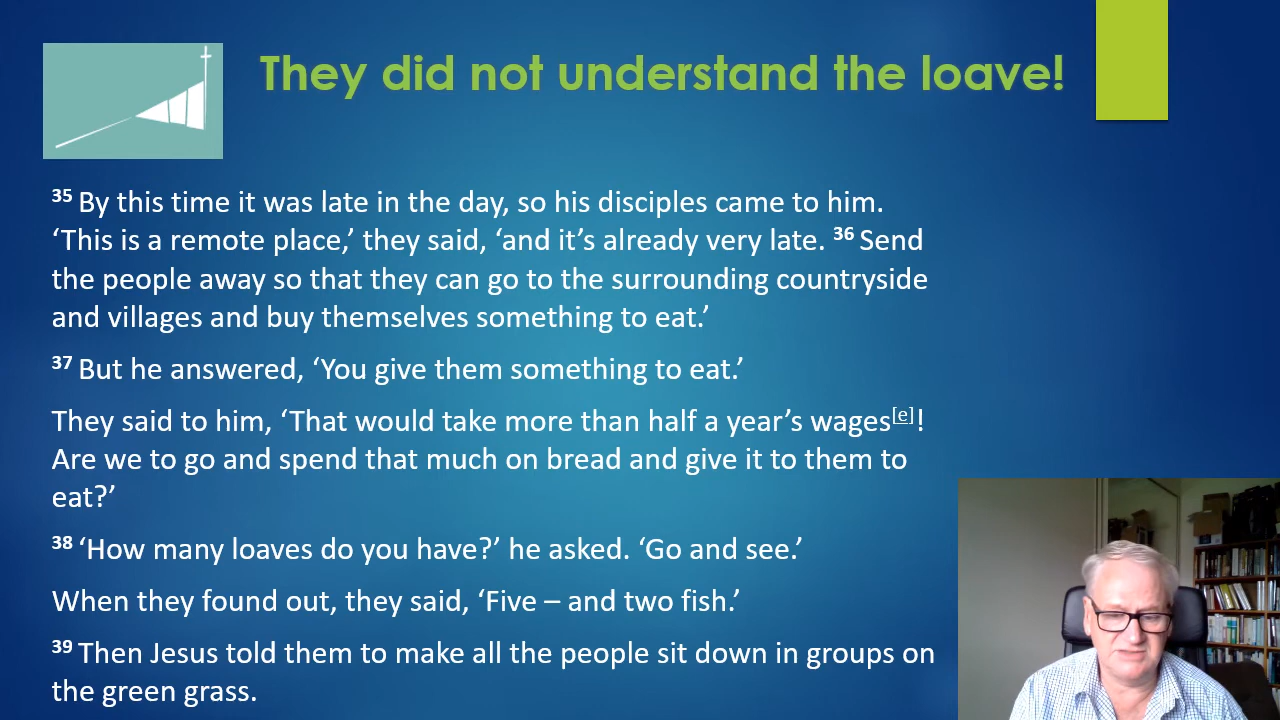 They did not understand the loave!
35 By this time it was late in the day, so his disciples came to him.
‘This is a remote place,’ they said, ‘and it’s already very late. 36 Send
the people away so that they can go to the surrounding countryside
and villages and buy themselves something to eat.’
37 But he answered, ‘You give them something to eat.’
They said to him, ‘That would take more than half a year’s wages[e]!
Are we to go and spend that much on bread and give it to them to
eat?’
38 ‘How many loaves do you have?’ he asked. ‘Go and see.’
When they found out, they said, ‘Five – and two fish.’
39 Then Jesus told them to make all the people sit down in groups on
the green grass.